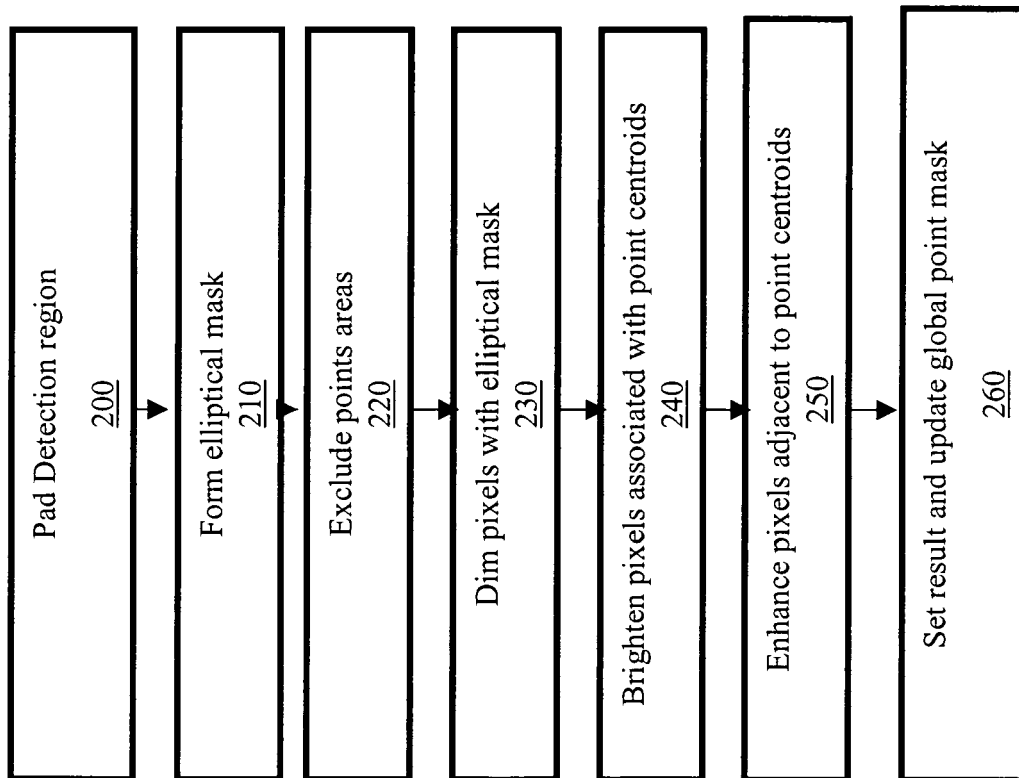 Pad Detection region
200
Form elliptical mask
210
Exclude points areas
220
Dim pixels with elliptical mask
230
Brighten pixels associated with point centroids
240
Enhance pixels adjacent to point centroids
250
Set result and update global point mask
260